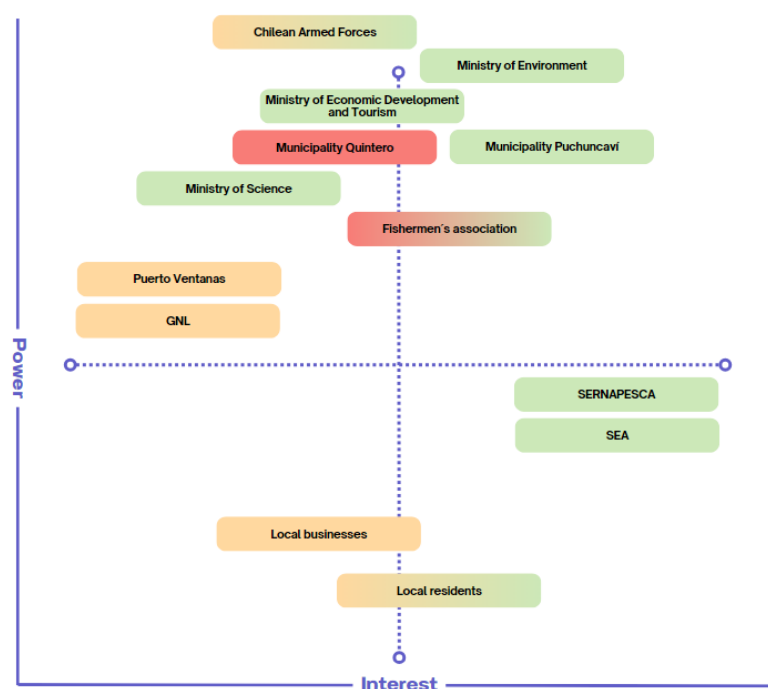 Chilean Armed Forces
Ministry of Environment
Ministry of Economic Development
and Tourism
Municipality Quintero
Municipality Puchuncaví
Ministry of Science
Fishermen´s association
Puerto Ventanas
GNL
Power
SERNAPESCA
SEA
Local businesses
Local residents
Interest